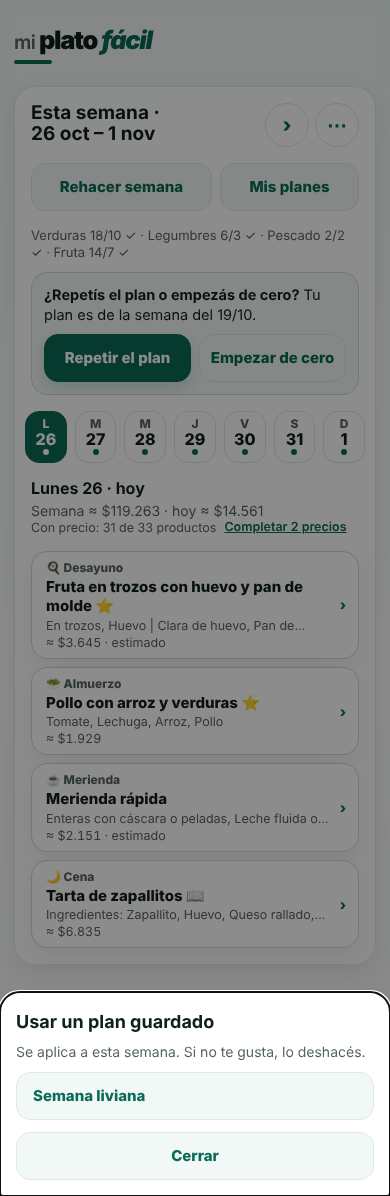 mi plato fácil
Esta semana ·
26 oct – 1 nov
› ···
Rehacer semana Mis planes
Verduras 18/10 ✓ · Legumbres 6/3 ✓ · Pescado 2/2
✓ · Fruta 14/7 ✓
¿Repetís el plan o empezás de cero? Tu
plan es de la semana del 19/10.
Repetir el plan Empezar de cero
L M M J V S D
26 27 28 29 30 31 1
Lunes 26 · hoy
Semana ≈ $119.263 · hoy ≈ $14.561
Con precio: 31 de 33 productos Completar 2 precios
🍳 Desayuno
Fruta en trozos con huevo y pan de
molde ⭐
En trozos, Huevo | Clara de huevo, Pan de...
≈ $3.645 · estimado
›
🥗 Almuerzo
Pollo con arroz y verduras ⭐
Tomate, Lechuga, Arroz, Pollo
≈ $1.929
›
☕ Merienda
Merienda rápida
Enteras con cáscara o peladas, Leche fluida o...
≈ $2.151 · estimado
›
🌙 Cena
Tarta de zapallitos 📖
Ingredientes: Zapallito, Huevo, Queso rallado,...
≈ $6.835
›
Usar un plan guardado
Se aplica a esta semana. Si no te gusta, lo deshacés.
Semana liviana
Cerrar